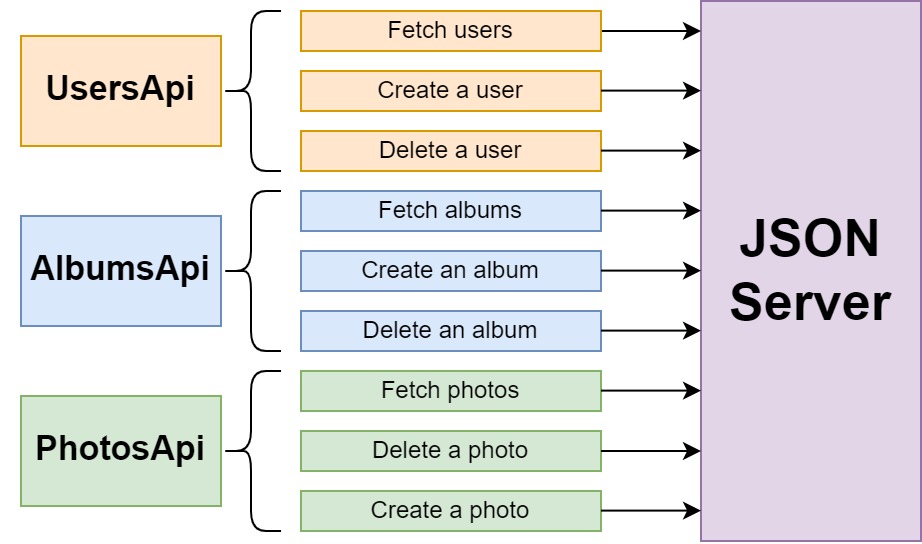 UsersApi
Fetch users
Create a user
Delete a user
AlbumsApi
Fetch albums
Create an album
Delete an album
PhotosApi
Fetch photos
Delete a photo
Create a photo
JSON
Server